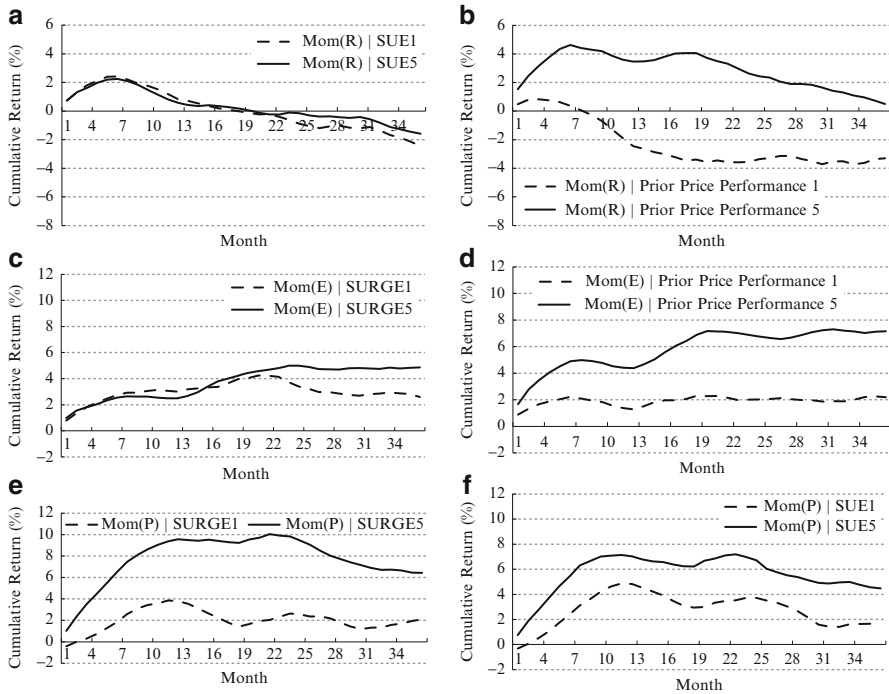 a
Cumulative Return (%)
6
4
2
0
−2
−4
−6
−8
1 4 7 10 13 16 19 22 25 28 31 34
Mom(R) | SUE1
Mom(R) | SUE5
Month
b
Cumulative Return (%)
6
4
2
0
−2
−4
−6
−8
1 4 7 10 13 16 19 22 25 28 31 34
Mom(R) | Prior Price Performance 1
Mom(R) | Prior Price Performance 5
Month
c
Cumulative Return (%)
12
10
8
6
4
2
0
−2
Mom(E) | SURGE1
Mom(E) | SURGE5
1 4 7 10 13 16 19 22 25 28 31 34
Month
d
Cumulative Return (%)
12
10
8
6
4
2
0
−2
Mom(E) | Prior Price Performance 1
Mom(E) | Prior Price Performance 5
1 4 7 10 13 16 19 22 25 28 31 34
Month
e
Cumulative Return (%)
12
10
8
6
4
2
0
−2
Mom(P) | SURGE1 Mom(P) | SURGE5
1 4 7 10 13 16 19 22 25 28 31 34
Month
f
Cumulative Return (%)
12
10
8
6
4
2
0
−2
Mom(P) | SUE1
Mom(P) | SUE5
1 4 7 10 13 16 19 22 25 28 31 34
Month